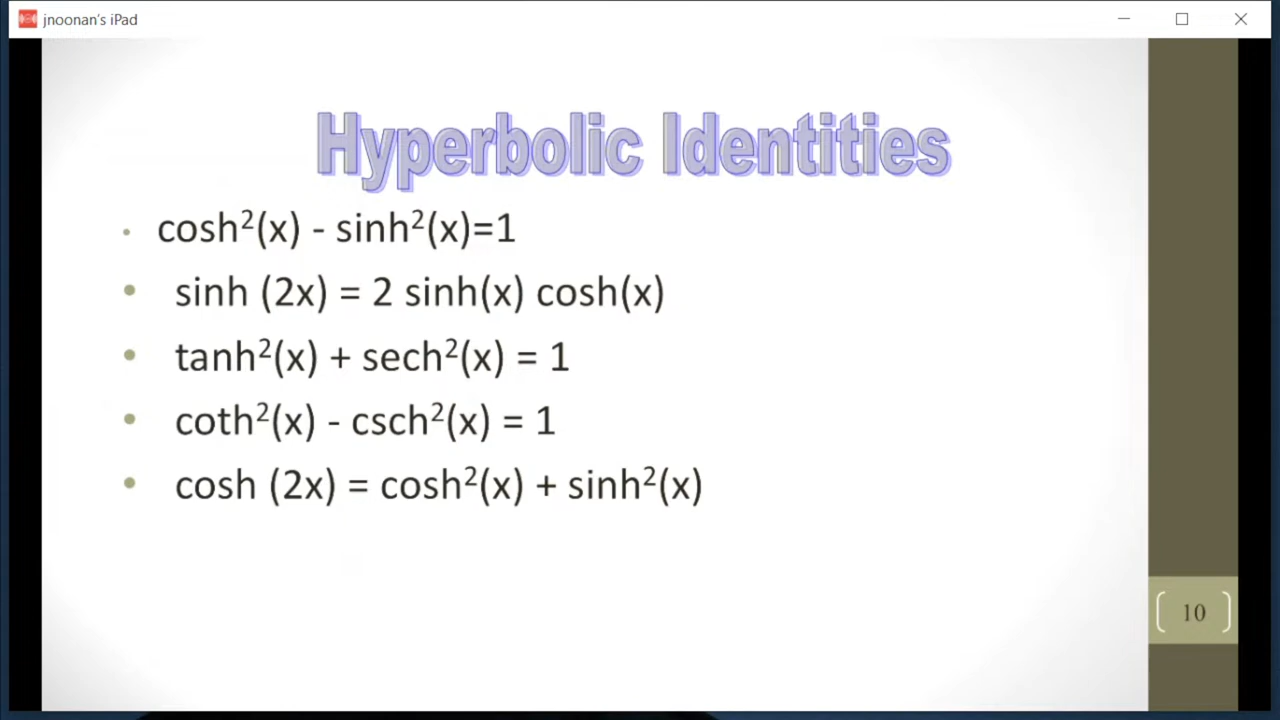 jnoonan's iPad
Hyperbolic Identities
• cosh²(x) - sinh²(x)=1
• sinh (2x) = 2 sinh(x) cosh(x)
• tanh²(x) + sech²(x) = 1
• coth²(x) - csch²(x) = 1
• cosh (2x) = cosh²(x) + sinh²(x)
10